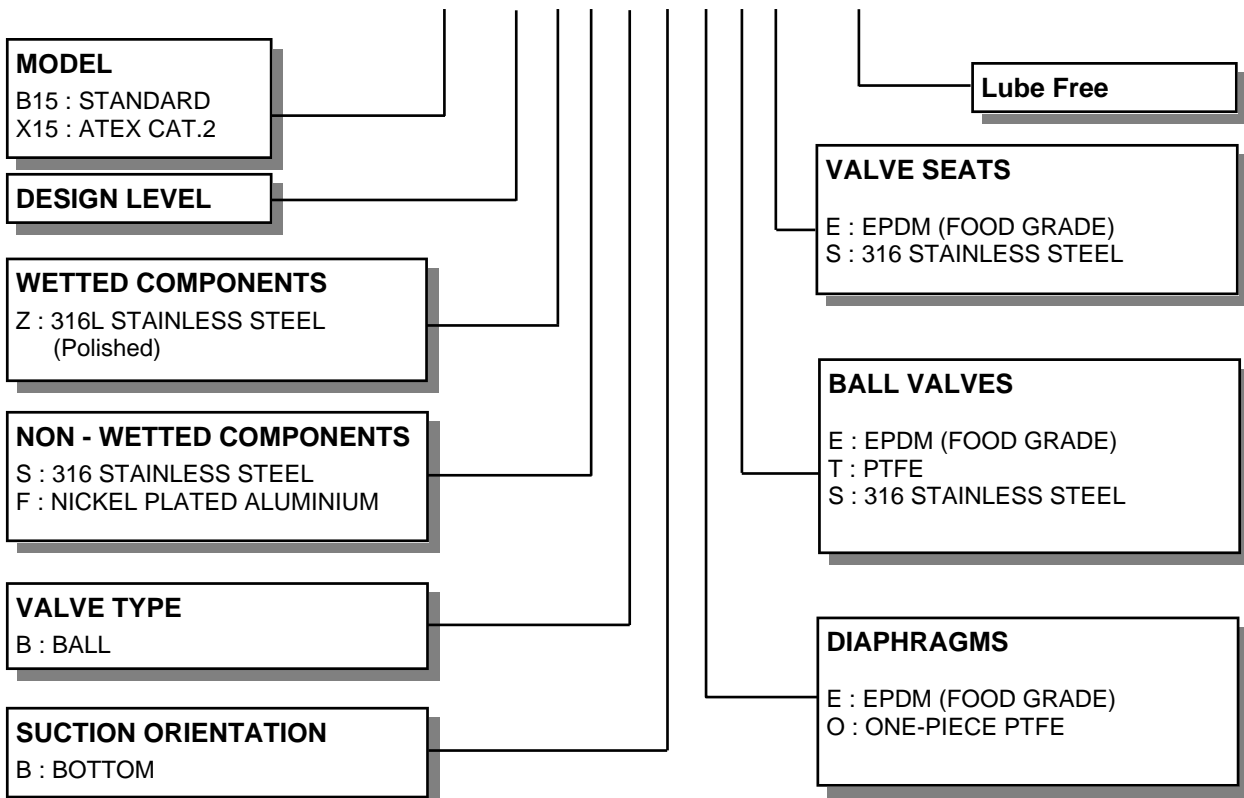 MODEL
B15 : STANDARD
X15 : ATEX CAT.2
DESIGN LEVEL
WETTED COMPONENTS
Z : 316L STAINLESS STEEL
(Polished)
NON - WETTED COMPONENTS
S : 316 STAINLESS STEEL
F : NICKEL PLATED ALUMINIUM
VALVE TYPE
B : BALL
SUCTION ORIENTATION
B : BOTTOM
Lube Free
VALVE SEATS
E : EPDM (FOOD GRADE)
S : 316 STAINLESS STEEL
BALL VALVES
E : EPDM (FOOD GRADE)
T : PTFE
S : 316 STAINLESS STEEL
DIAPHRAGMS
E : EPDM (FOOD GRADE)
O : ONE-PIECE PTFE